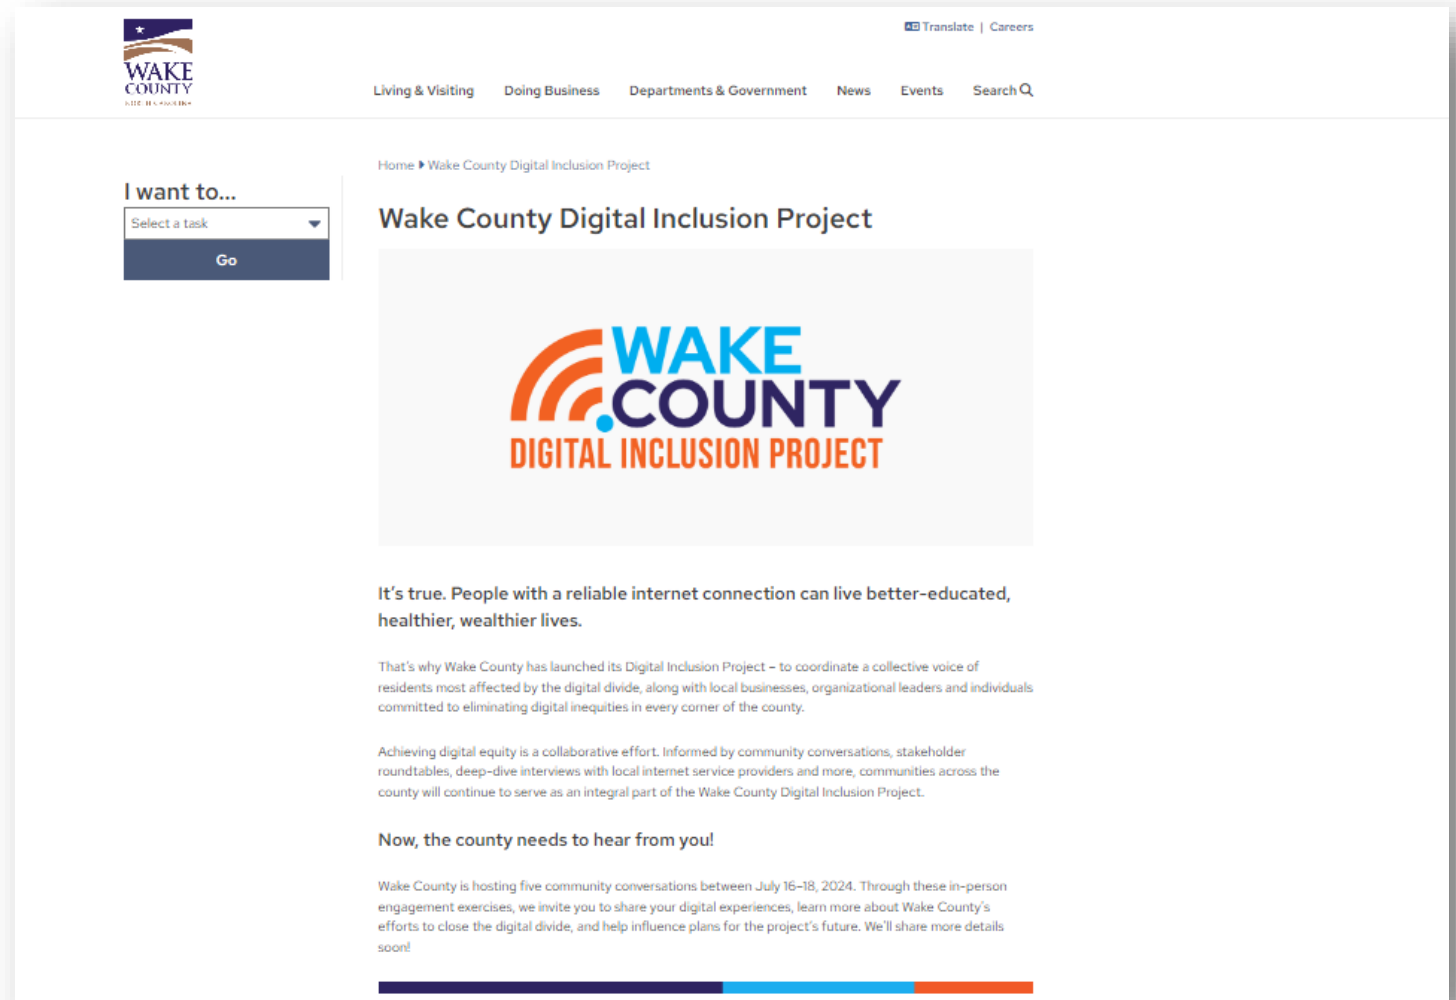 WAKE
COUNTY
NORTH CAROLINA
Translate | Careers
Living & Visiting Doing Business Departments & Government News Events Search
I want to...
Select a task
Go
Home Wake County Digital Inclusion Project
Wake County Digital Inclusion Project
WAKE
COUNTY
DIGITAL INCLUSION PROJECT
It's true. People with a reliable internet connection can live better-educated,
healthier, wealthier lives.
That's why Wake County has launched its Digital Inclusion Project – to coordinate a collective voice of
residents most affected by the digital divide, along with local businesses, organizational leaders and individuals
committed to eliminating digital inequities in every corner of the county.
Achieving digital equity is a collaborative effort. Informed by community conversations, stakeholder
roundtables, deep-dive interviews with local internet service providers and more, communities across the
county will continue to serve as an integral part of the Wake County Digital Inclusion Project.
Now, the county needs to hear from you!
Wake County is hosting five community conversations between July 16–18, 2024. Through these in-person
engagement exercises, we invite you to share your digital experiences, learn more about Wake County's
efforts to close the digital divide, and help influence plans for the project's future. We'll share more details
soon!